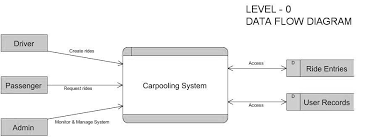 LEVEL - 0
DATA FLOW DIAGRAM
Driver
Create rides
D
Access
Ride Entries
Passenger
Request rides
Carpooling System
D
Access
User Records
Admin
Monitor & Manage System